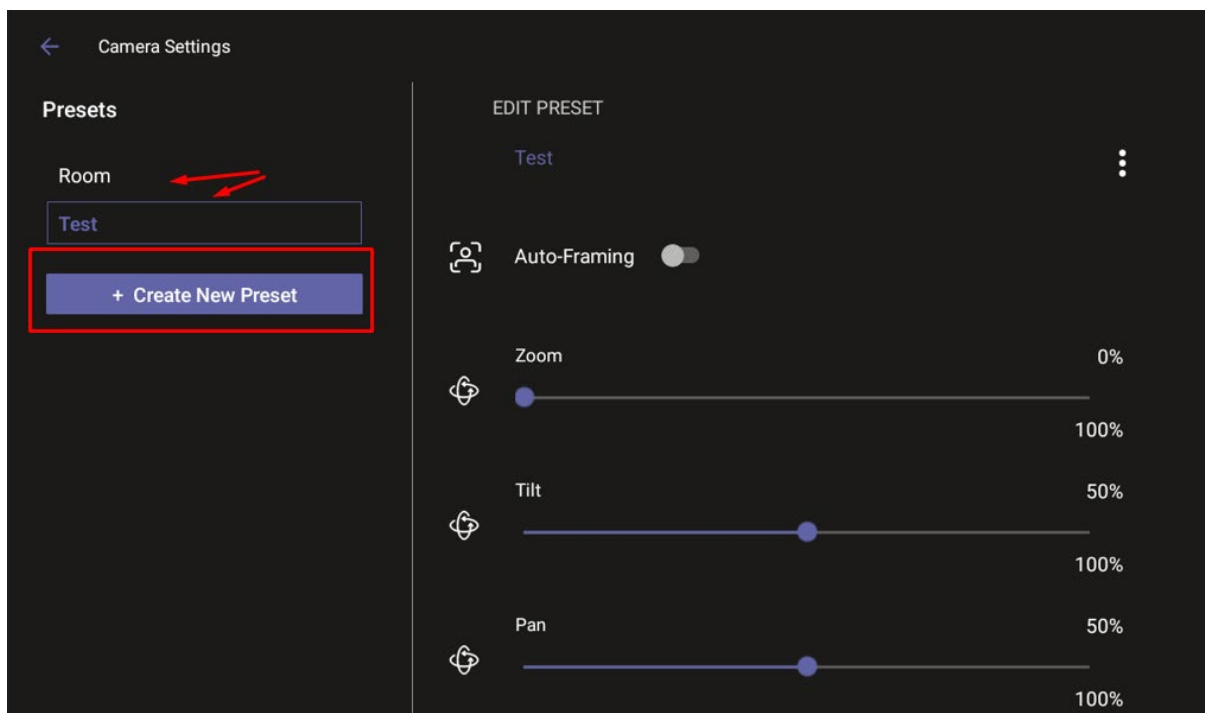 Camera Settings
Presets
Room
Test
+ Create New Preset
EDIT PRESET
Test
Auto-Framing
Zoom 0%
100%
Tilt 50%
100%
Pan 50%
100%